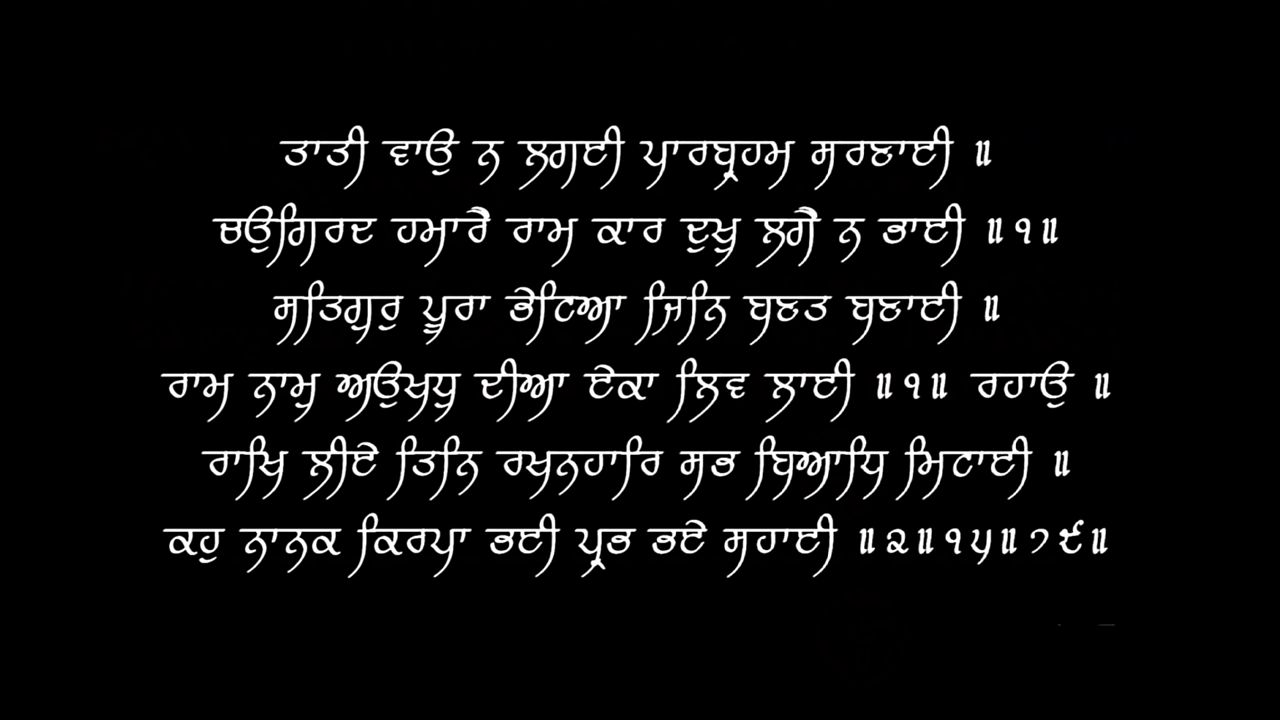 ਤਾਤੀ ਵਾਉ ਨ ਲਗਈ ਪਾਰਬ੍ਰਹਮ ਸਰਣਾਈ ॥
ਚਉਗਿਰਦ ਹਮਾਰੈ ਰਾਮ ਕਾਰ ਦੁਖੁ ਲਗੈ ਨ ਭਾਈ ॥੧॥
ਸਤਿਗੁਰੁ ਪੂਰਾ ਭੇਟਿਆ ਜਿਨਿ ਬਣਤ ਬਣਾਈ ॥
ਰਾਮ ਨਾਮੁ ਅਉਖਧੁ ਦੀਆ ਏਕਾ ਲਿਵ ਲਾਈ ॥੧॥ ਰਹਾਉ ॥
ਰਾਖਿ ਲੀਏ ਤਿਨਿ ਰਖਨਹਾਰਿ ਸਭ ਬਿਆਧਿ ਮਿਟਾਈ ॥
ਕਹੁ ਨਾਨਕ ਕਿਰਪਾ ਭਈ ਪ੍ਰਭ ਭਏ ਸਹਾਈ ॥੨॥੧੫॥੭੯॥